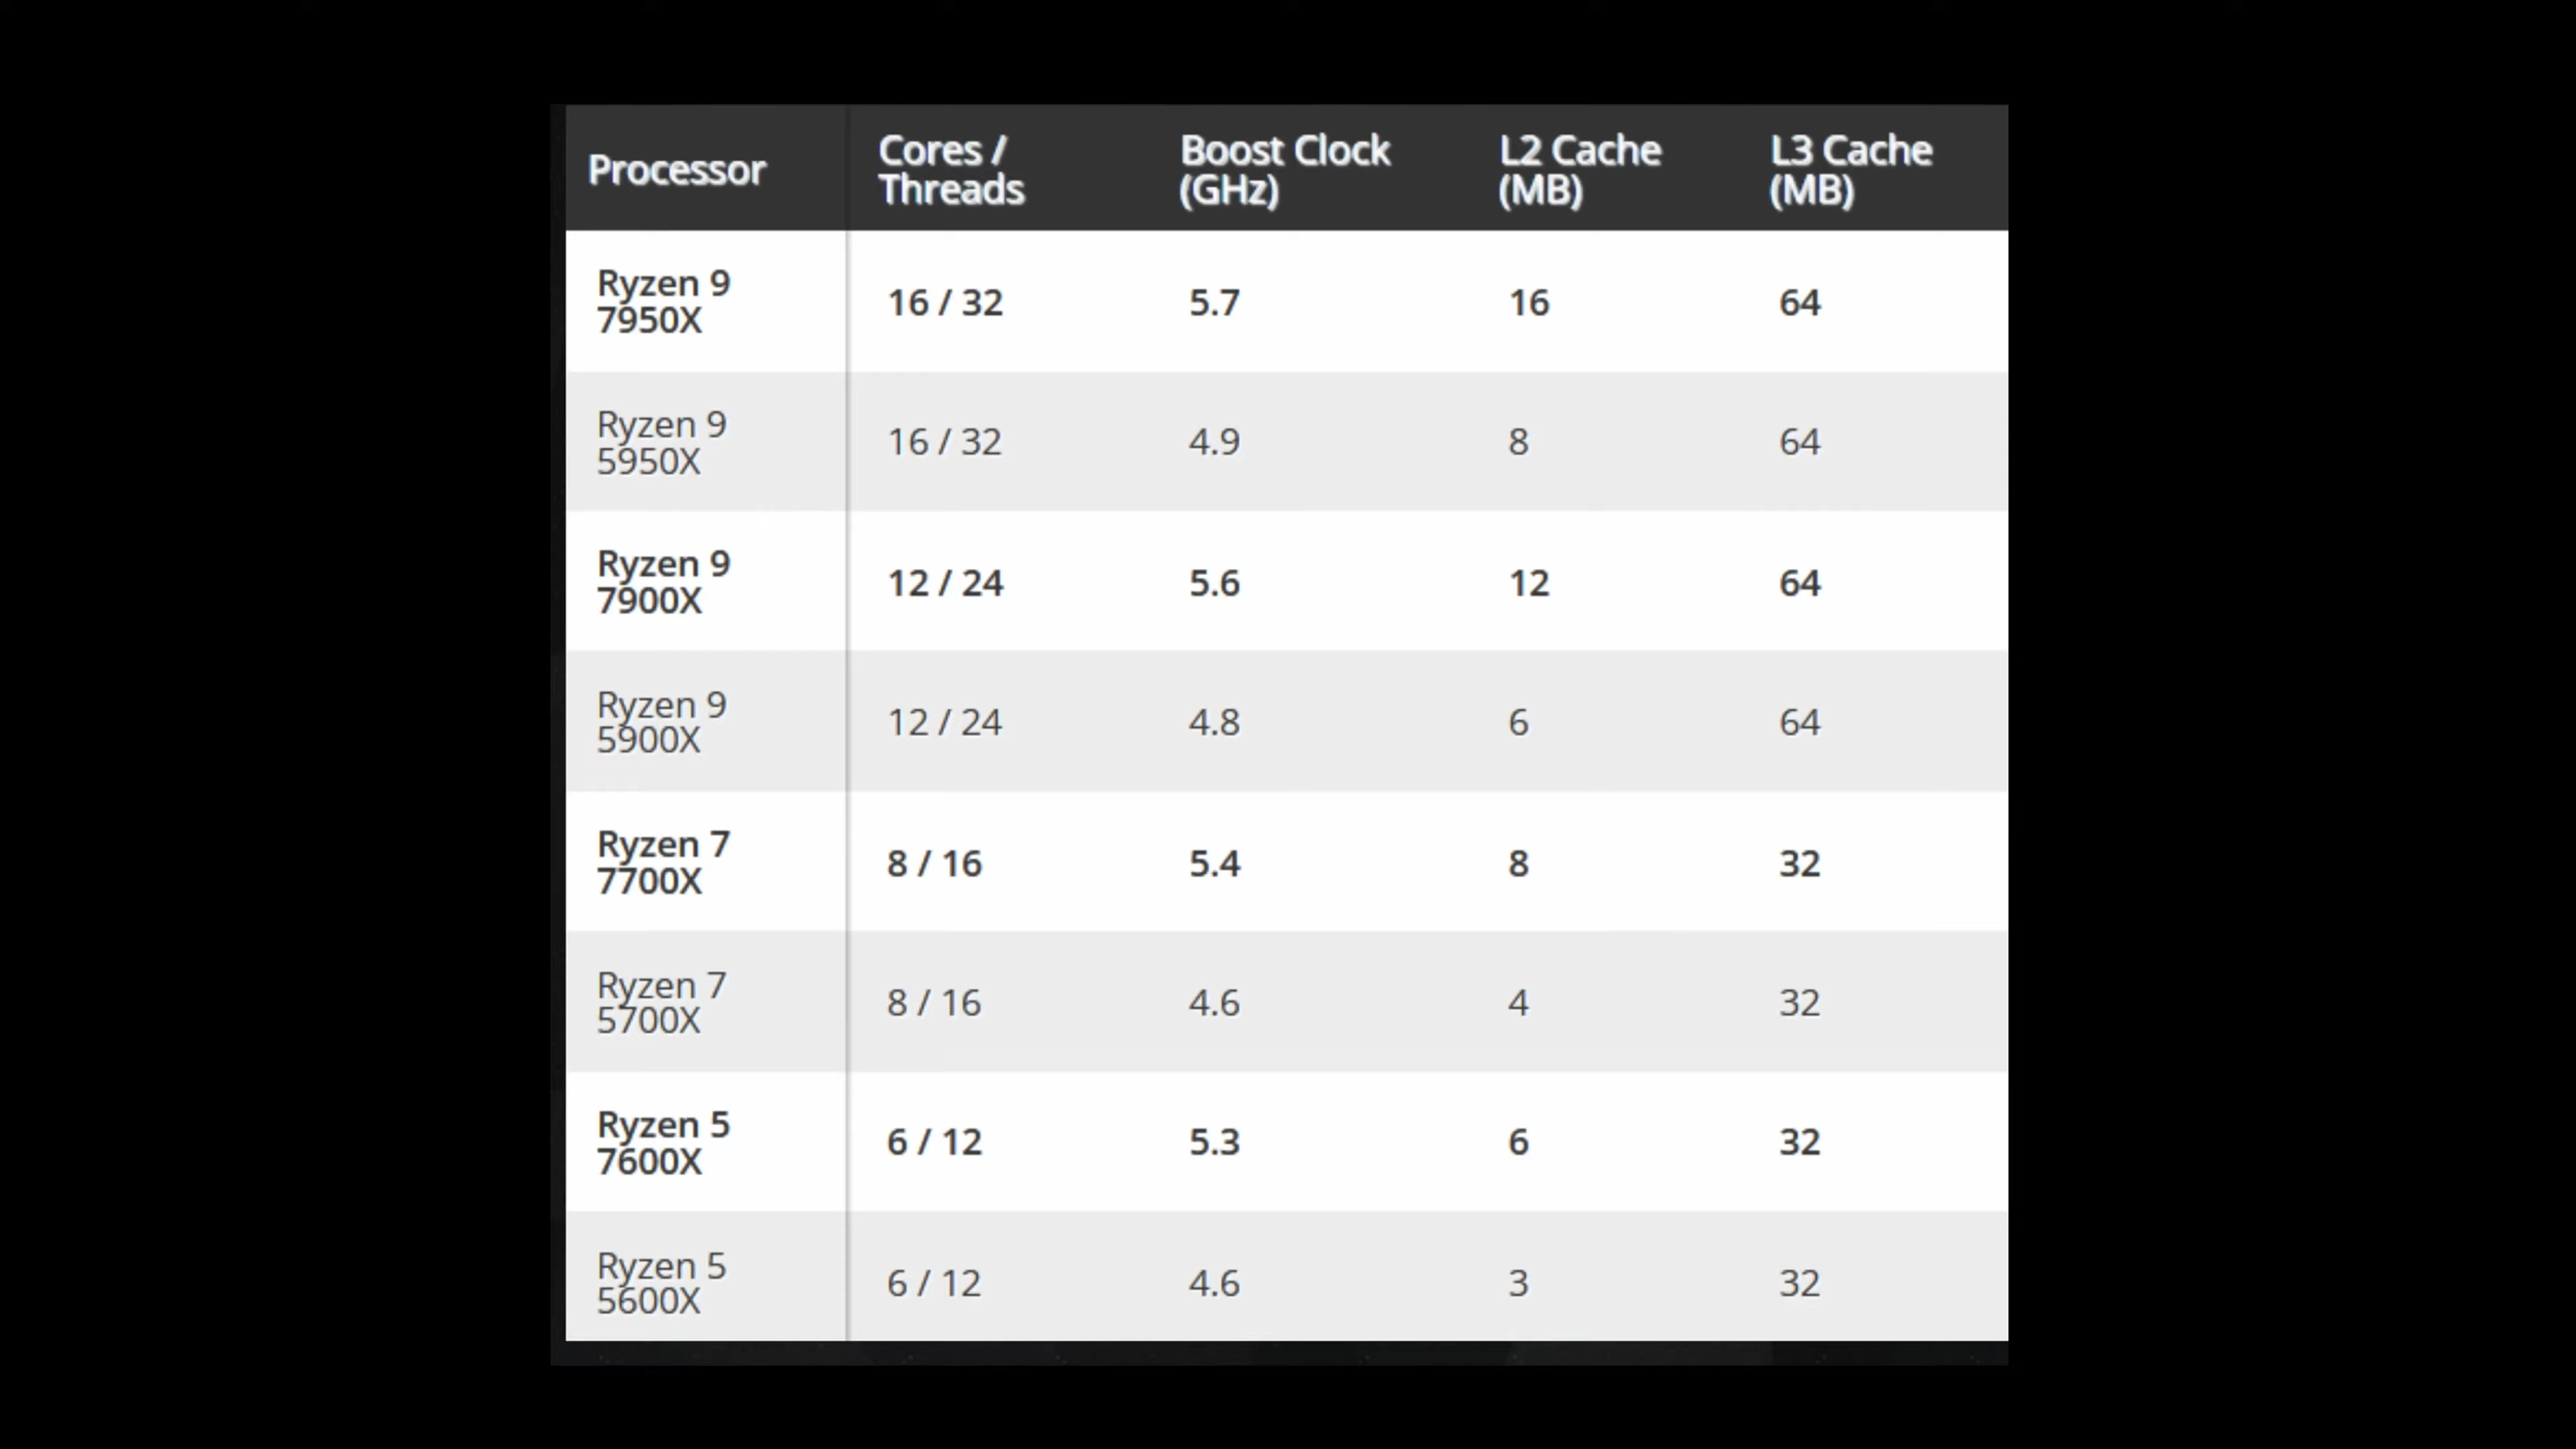 Processor
Cores /
Threads
Boost Clock
(GHz)
L2 Cache
(MB)
L3 Cache
(MB)
Ryzen 9
7950X
16 / 32
5.7
16
64
Ryzen 9
5950X
16 / 32
4.9
8
64
Ryzen 9
7900X
12 / 24
5.6
12
64
Ryzen 9
5900X
12 / 24
4.8
6
64
Ryzen 7
7700X
8 / 16
5.4
8
32
Ryzen 7
5700X
8 / 16
4.6
4
32
Ryzen 5
7600X
6 / 12
5.3
6
32
Ryzen 5
5600X
6 / 12
4.6
3
32